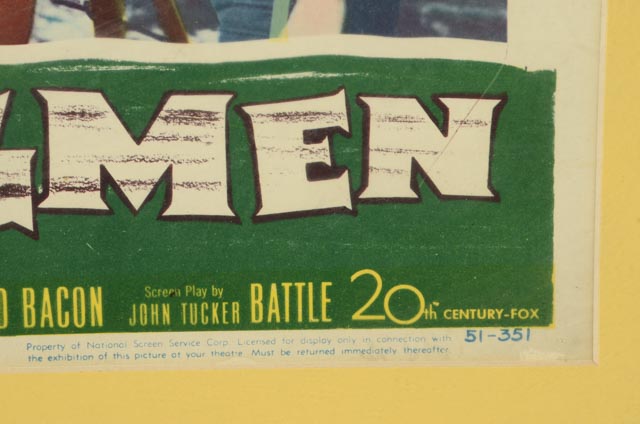 MEN
BACON Screen Play by JOHN TUCKER BATTLE 20th CENTURY-FOX
Property of National Screen Service Corp. Licensed for display only in connection with 51-351
the exhibition of this picture at your theatre. Must be returned immediately thereafter.